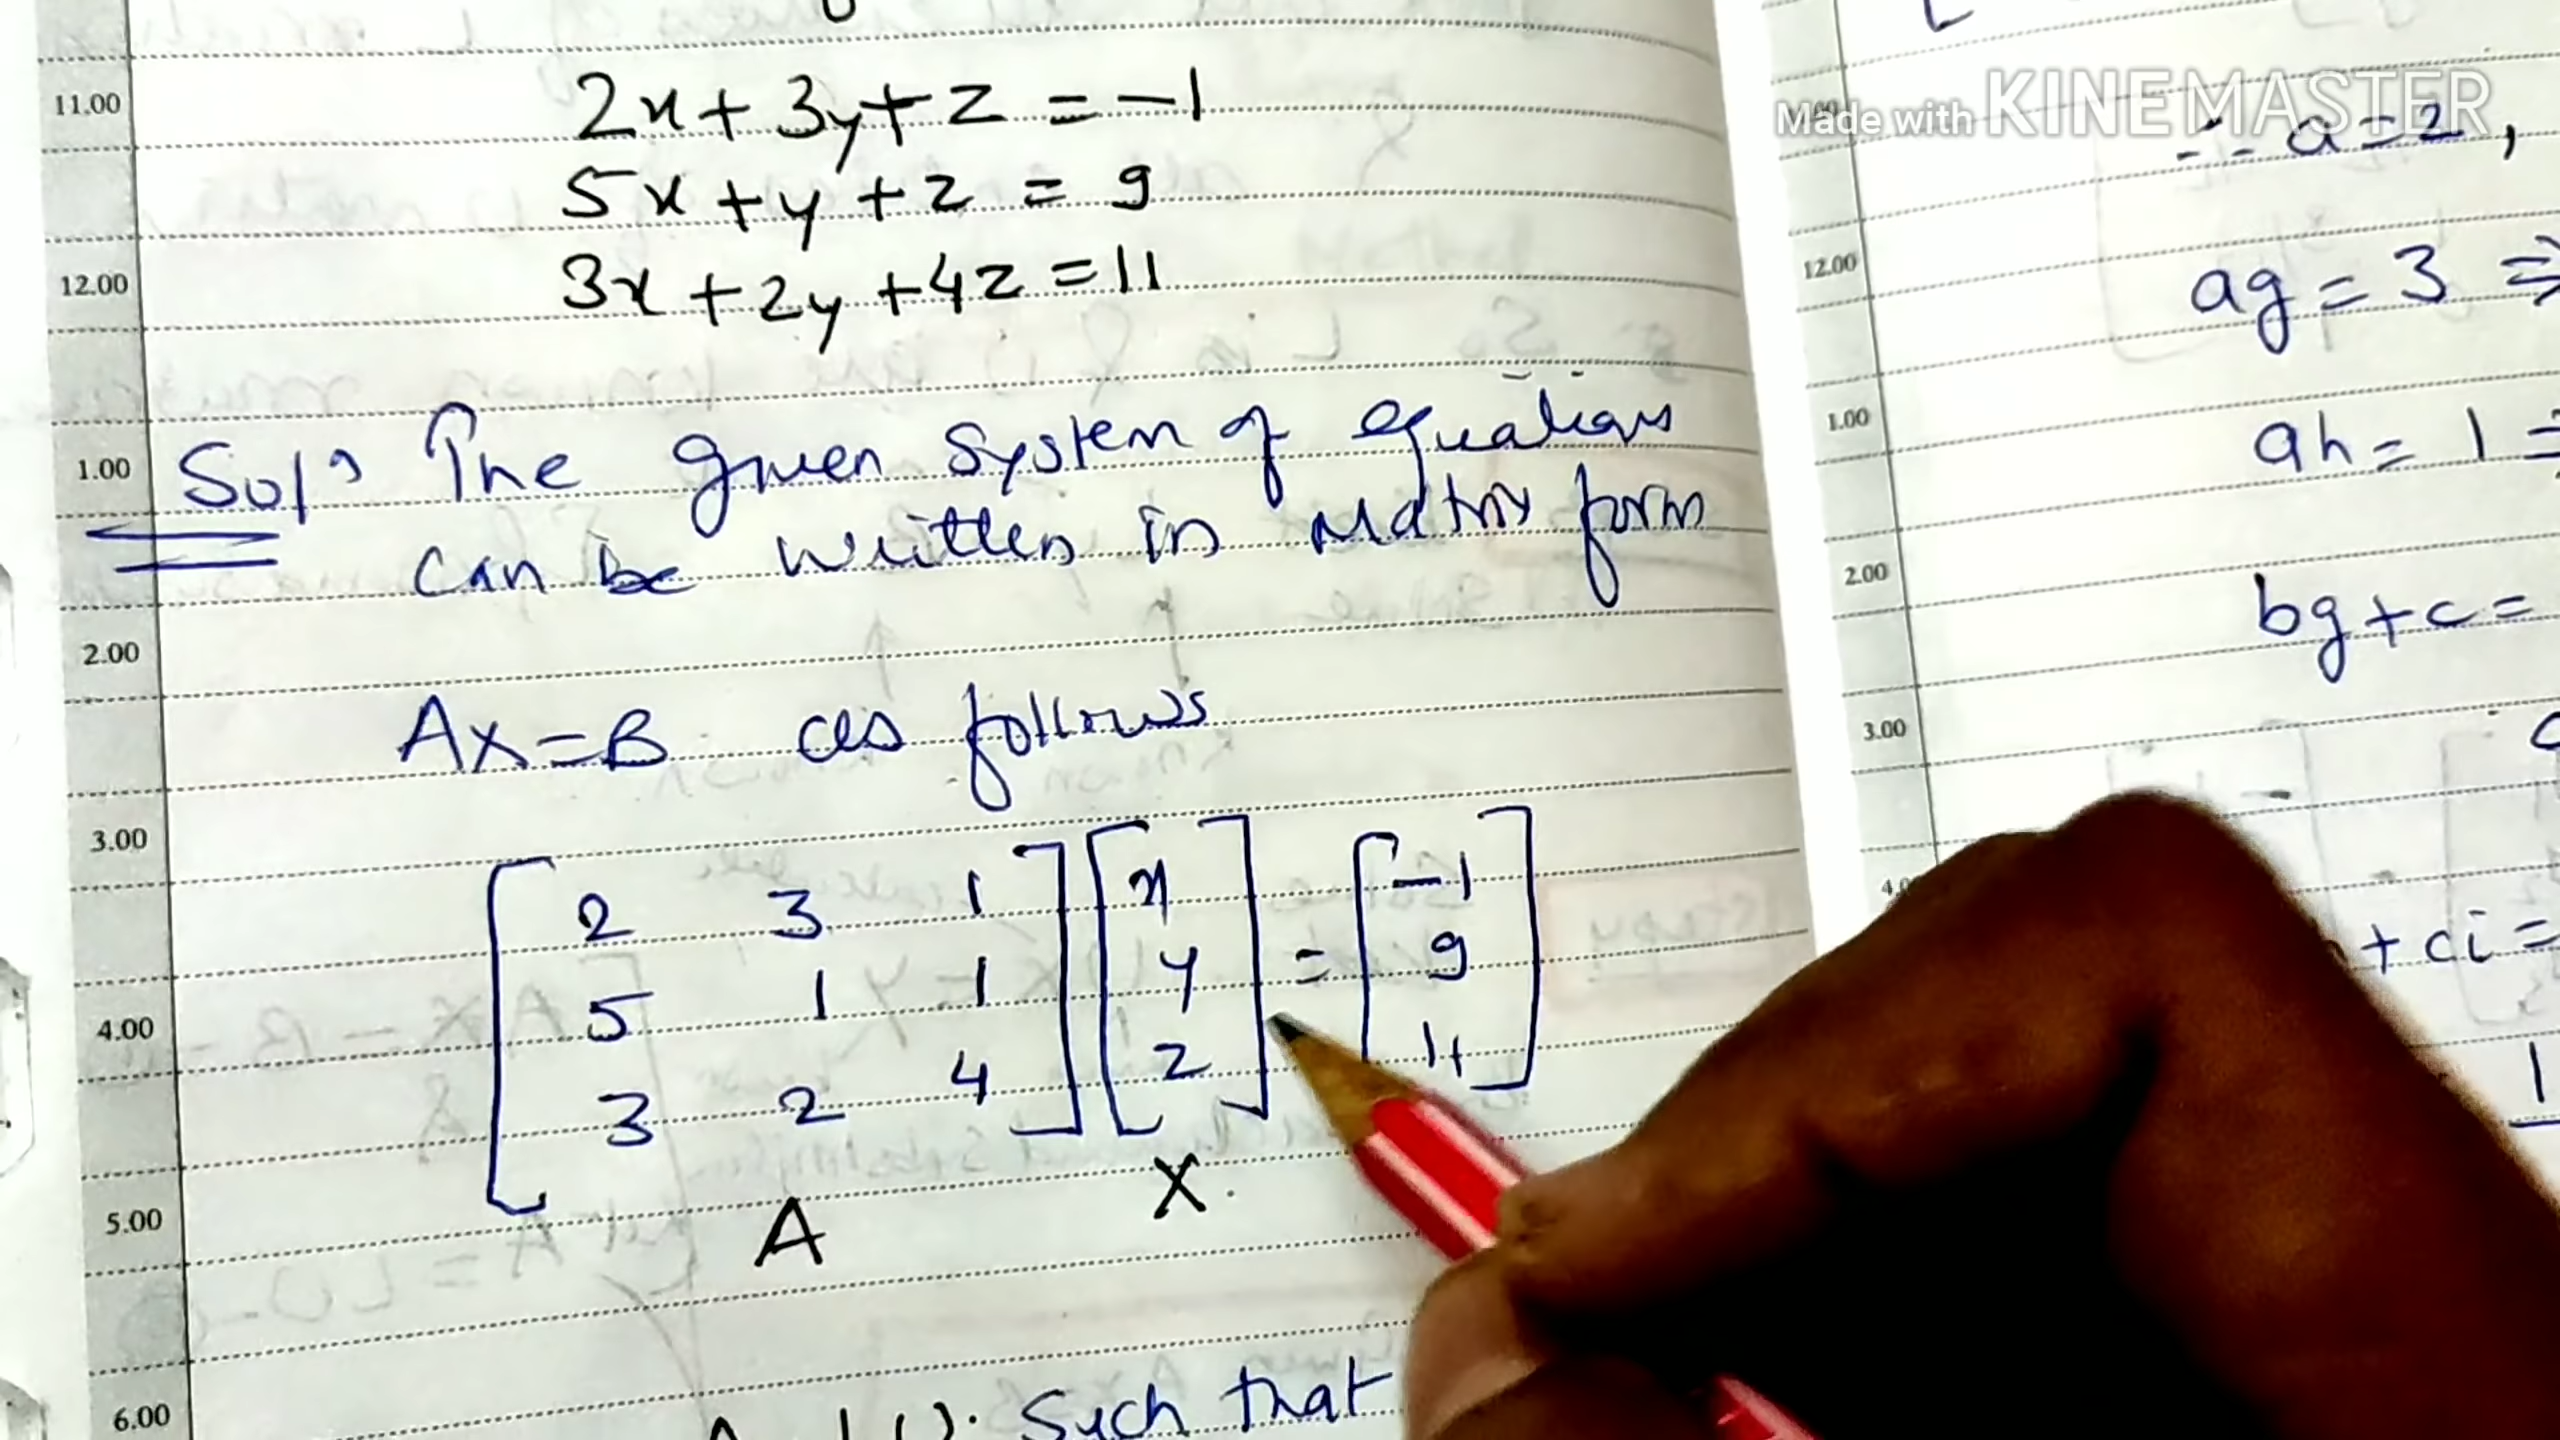 2x + 3y + z = -1
5x + y + z = 9
3x + 2y + 4z = 11
Sol: The given system of equations
can be written in Matrix form
AX = B as follows
2 3 1 x = -1
5 1 1 y 9
3 2 4 z 11
A X
Such that
11.00
12.00
1.00
2.00
3.00
4.00
5.00
6.00
Made with KINEMASTER
∴ a = 2,
ag = 3 ⇒
ah = 1 ⇒
bg + c =
+ ci =
1
12.00
1.00
2.00
3.00